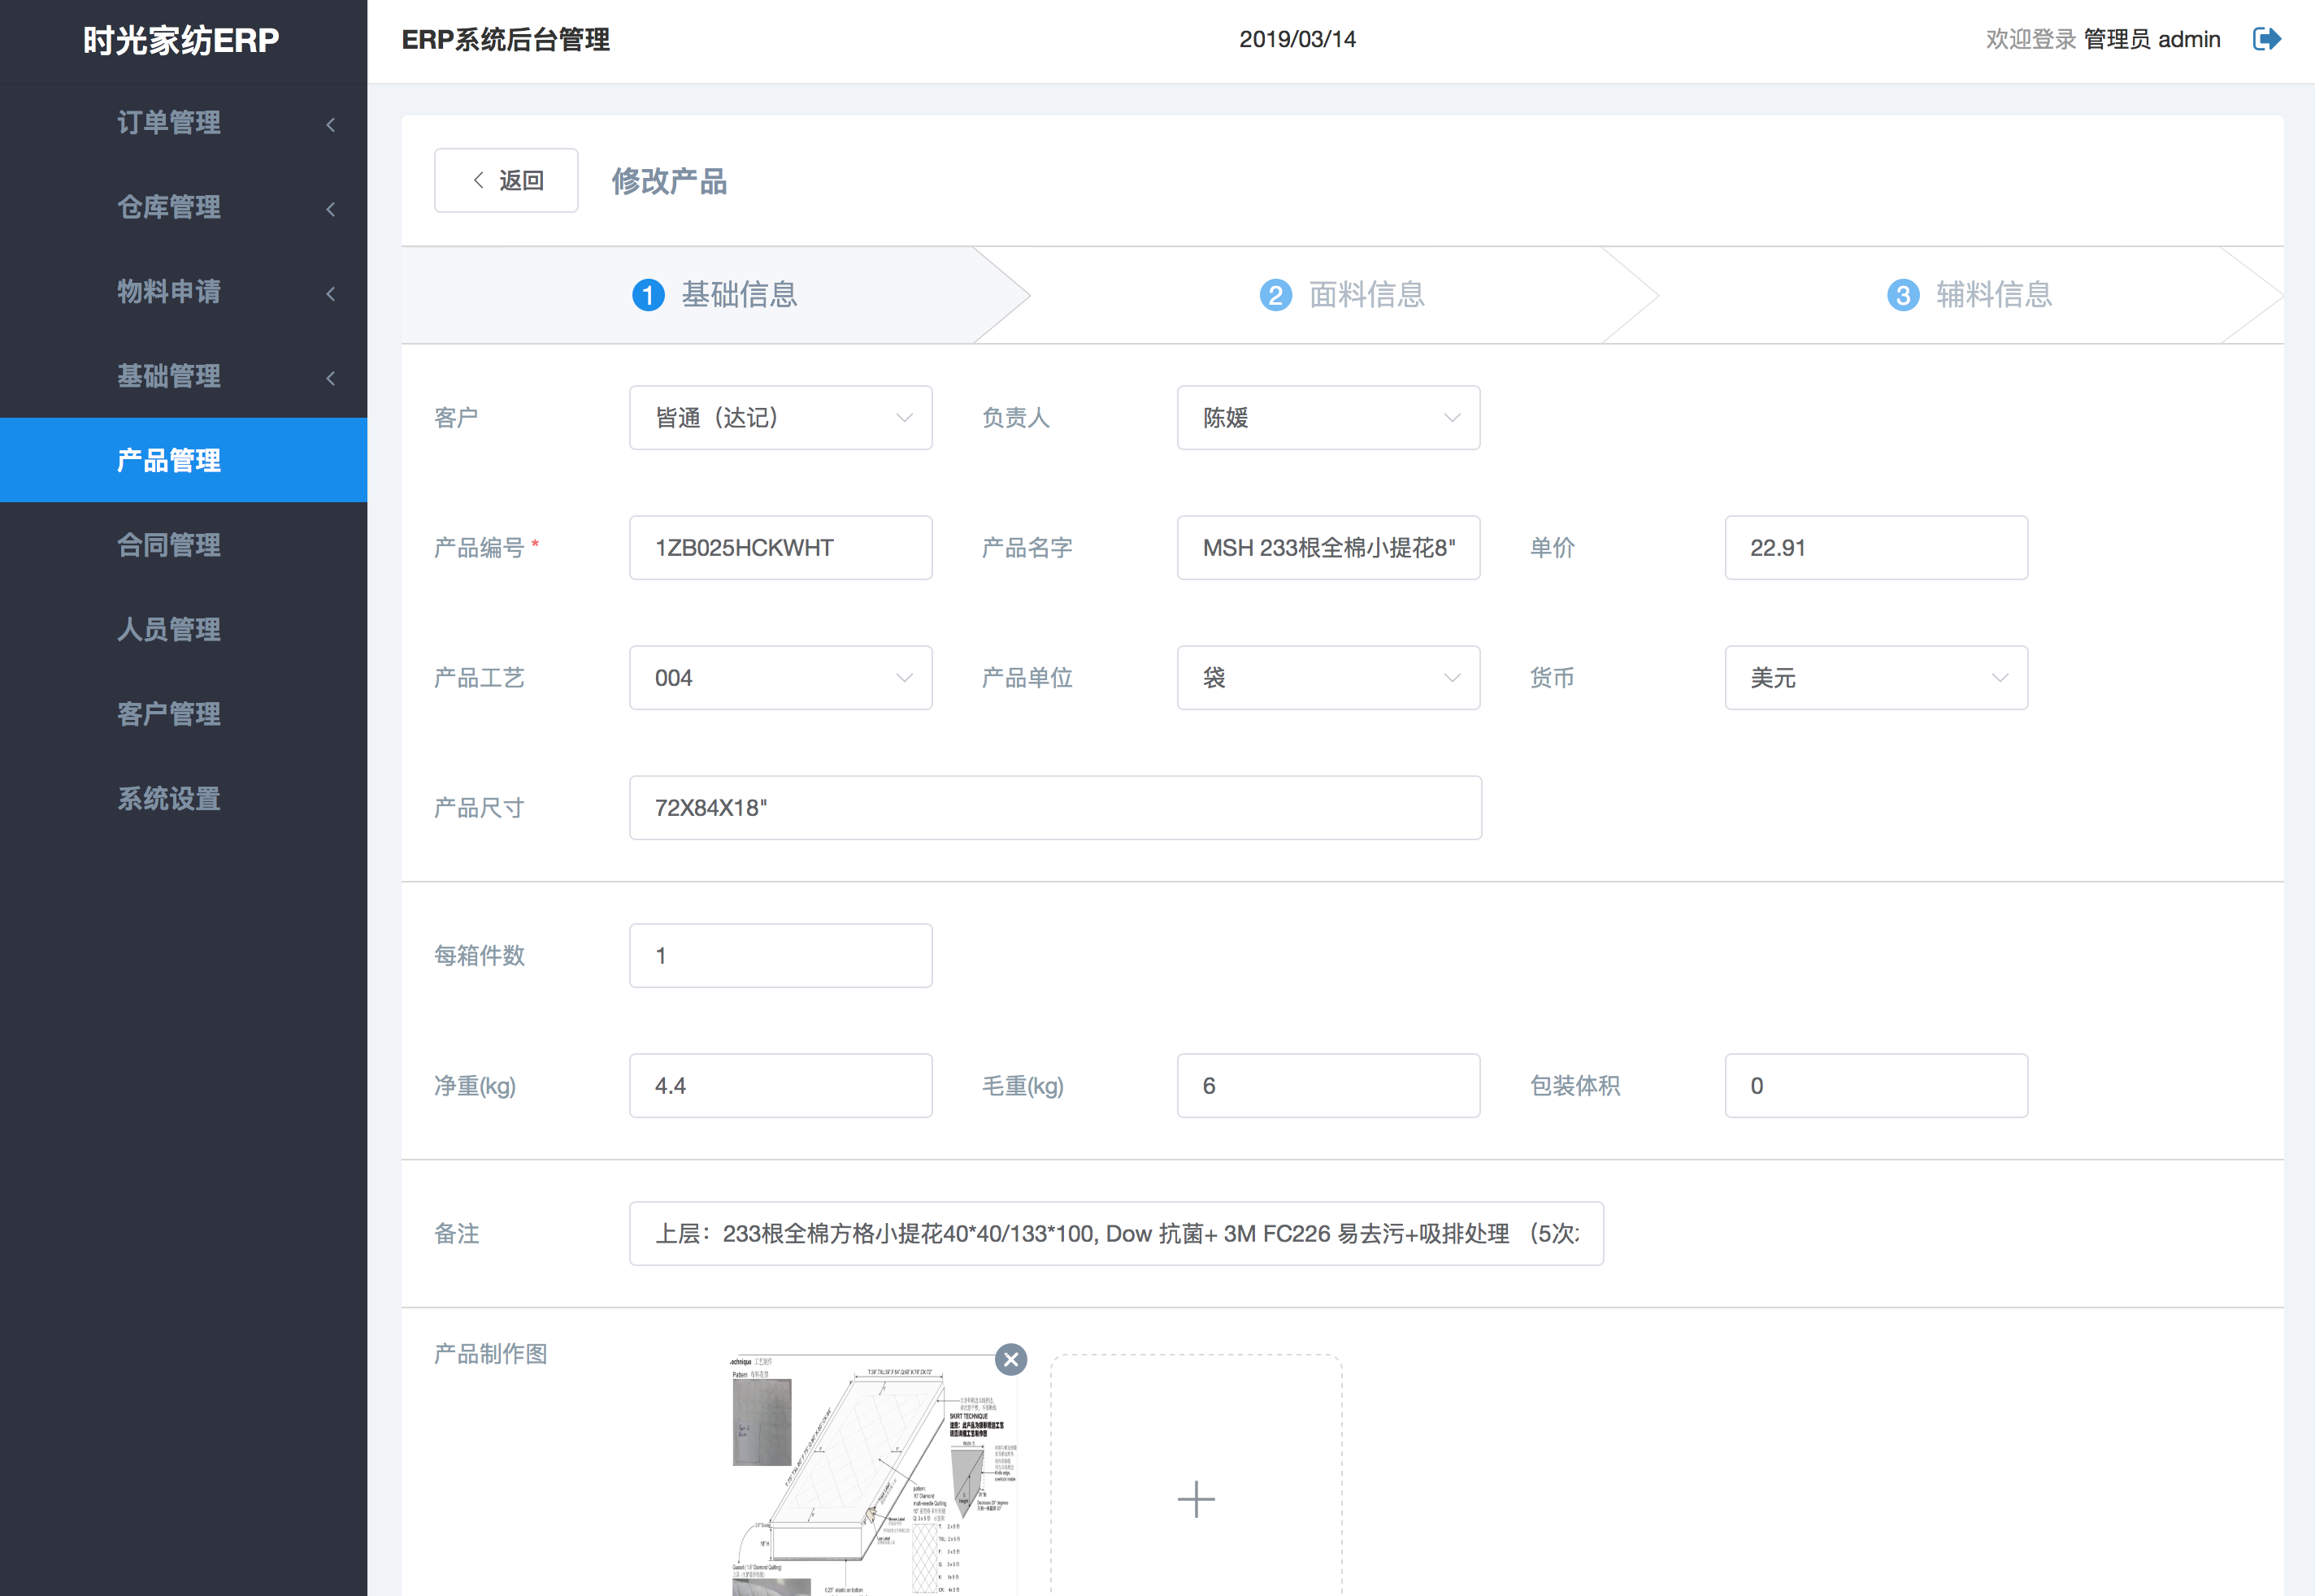 时光家纺ERP
ERP系统后台管理
2019/03/14
欢迎登录 管理员 admin
订单管理
仓库管理
物料申请
基础管理
产品管理
合同管理
人员管理
客户管理
系统设置
返回
修改产品
1 基础信息
2 面料信息
3 辅料信息
客户
皆通（达记）
负责人
陈媛
产品编号 *
1ZB025HCKWHT
产品名字
MSH 233根全棉小提花8"
单价
22.91
产品工艺
004
产品单位
袋
货币
美元
产品尺寸
72X84X18"
每箱件数
1
净重(kg)
4.4
毛重(kg)
6
包装体积
0
备注
上层：233根全棉方格小提花40*40/133*100, Dow 抗菌+ 3M FC226 易去污+吸排处理 （5次
产品制作图
Pattern
SKIRT TECHNIQUE